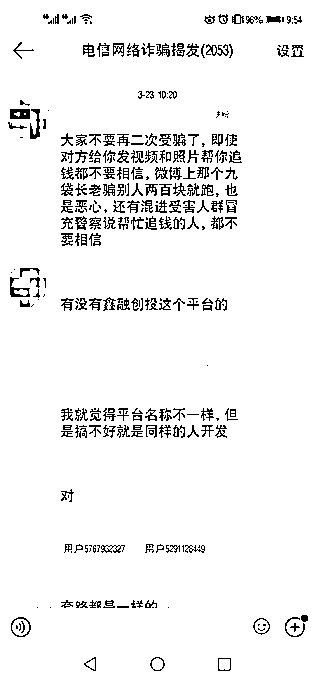 96% 9:54
电信网络诈骗揭发(2053) 设置
3-23 10:20
大家不要再二次受骗了，即使
对方给你发视频和照片帮你追
钱都不要相信，微博上那个九
袋长老骗别人两百块就跑，也
是恶心，还有混进受害人群冒
充警察说帮忙追钱的人，都不
要相信
有没有鑫融创投这个平台的
我就觉得平台名称不一样，但
是搞不好就是同样的人开发
对
用户5767932327 用户5291128449
套路都是一样的